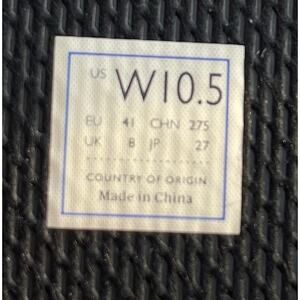 US W10.5
EU 41 CHN 275
UK 8 JP 27
COUNTRY OF ORIGIN
Made in China